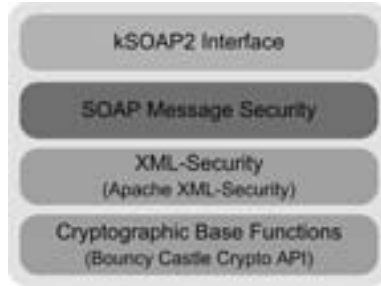 kSOAP2 Interface
SOAP Message Security
XML-Security
(Apache XML-Security)
Cryptographic Base Functions
(Bouncy Castle Crypto API)